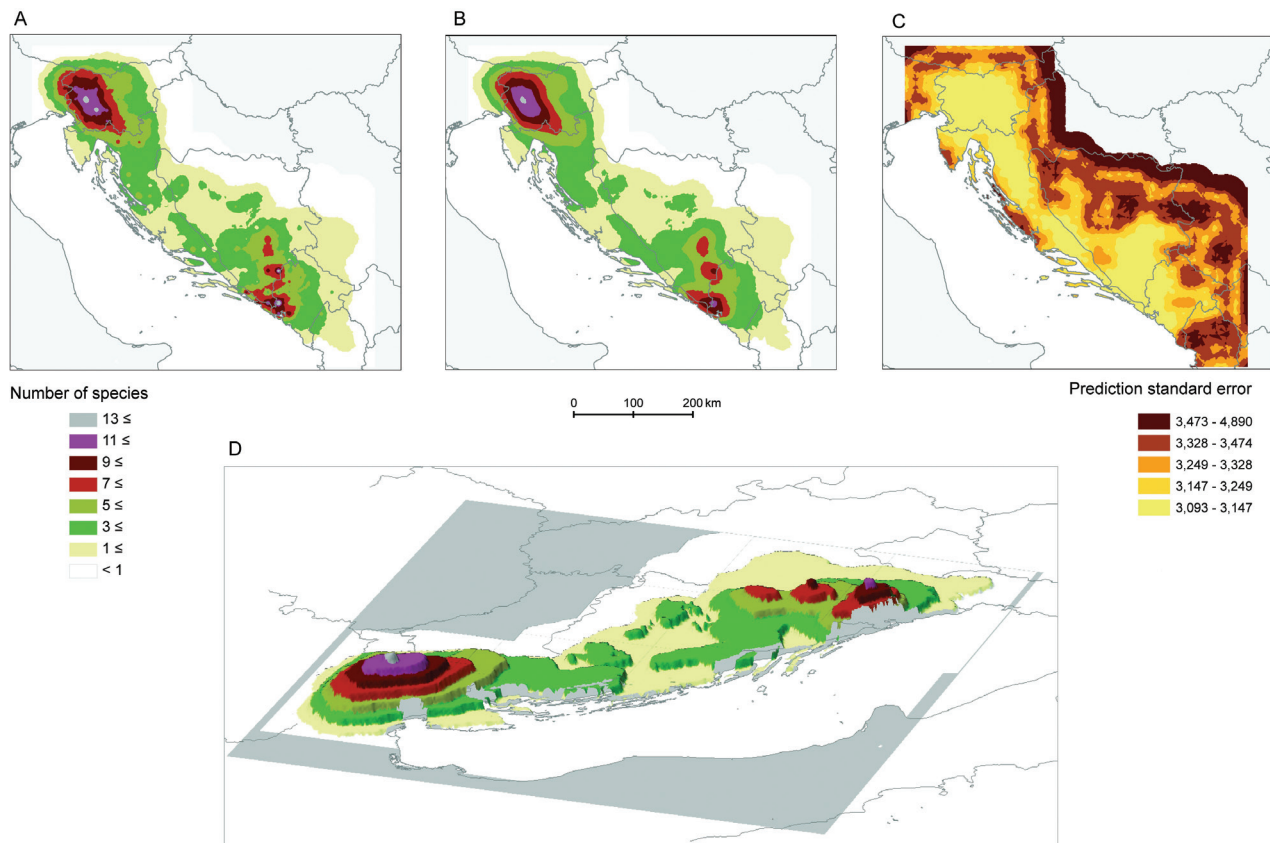 A
B
C
Number of species
13 ≤
11 ≤
9 ≤
7 ≤
5 ≤
3 ≤
1 ≤
< 1
0 100 200 km
Prediction standard error
3,473 - 4,890
3,328 - 3,474
3,249 - 3,328
3,147 - 3,249
3,093 - 3,147
D